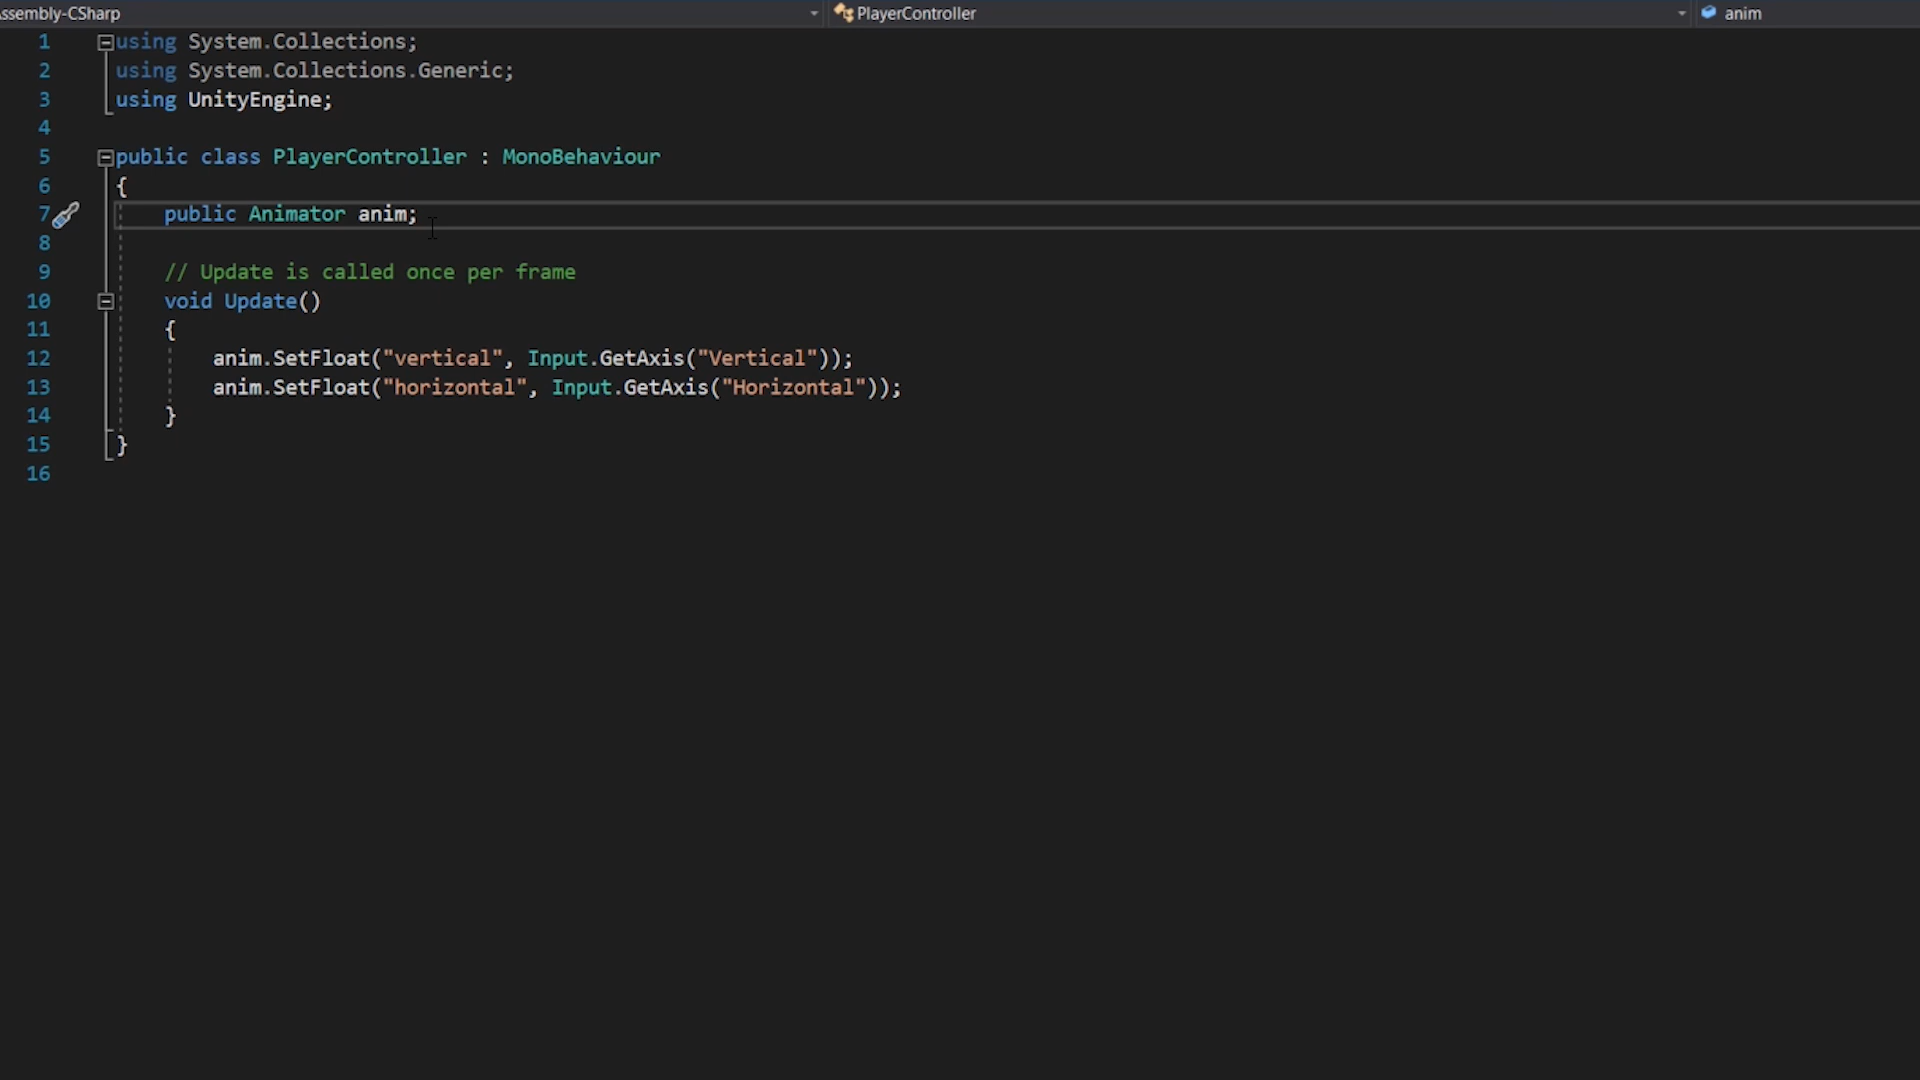 ssembly-CSharp
PlayerController
anim
1 using System.Collections;
2 using System.Collections.Generic;
3 using UnityEngine;
4
5 public class PlayerController : MonoBehaviour
6 {
7 public Animator anim;
8
9 // Update is called once per frame
10 void Update()
11 {
12 anim.SetFloat("vertical", Input.GetAxis("Vertical"));
13 anim.SetFloat("horizontal", Input.GetAxis("Horizontal"));
14 }
15 }
16